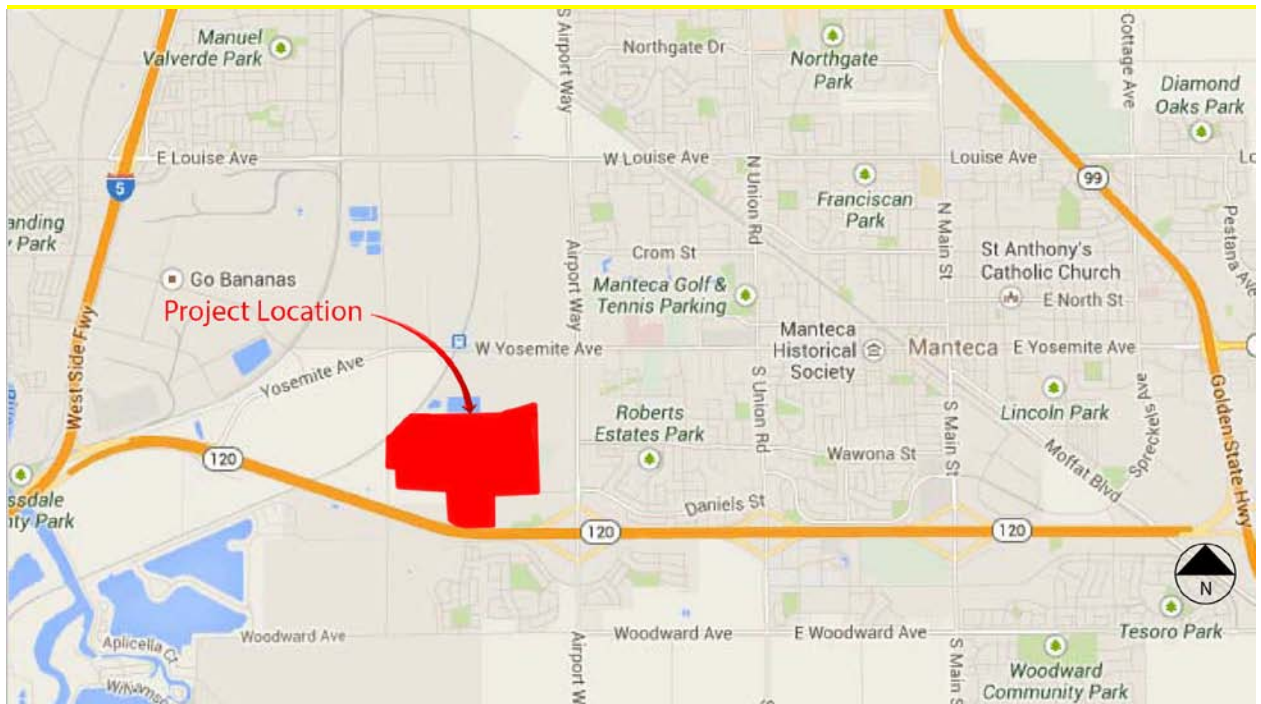 Manuel
Valverde Park
S Airport Way
Northgate Dr
Northgate
Park
Cottage Ave
Diamond
Oaks Park
E Louise Ave
W Louise Ave
Louise Ave
5
99
N Union Rd
Franciscan
Park
N Main St
Pestana Ave
Park
Go Bananas
Airport Way
Crom St
St Anthony's
Catholic Church
E North St
Manteca Golf &
Tennis Parking
Project Location
West Side Fwy
Yosemite Ave
W Yosemite Ave
Manteca
Historical
Society
Manteca
E Yosemite Ave
S Union Rd
Roberts
Estates Park
S Main St
Lincoln Park
Spreckels Ave
Golden State Hwy
Wawona St
Moffat Blvd
120
Daniels St
120
120
N
Park
Aplicella Ct
Woodward Ave
Airport W
Woodward Ave
E Woodward Ave
S Main S
Tesoro Park
Woodward
Community Park